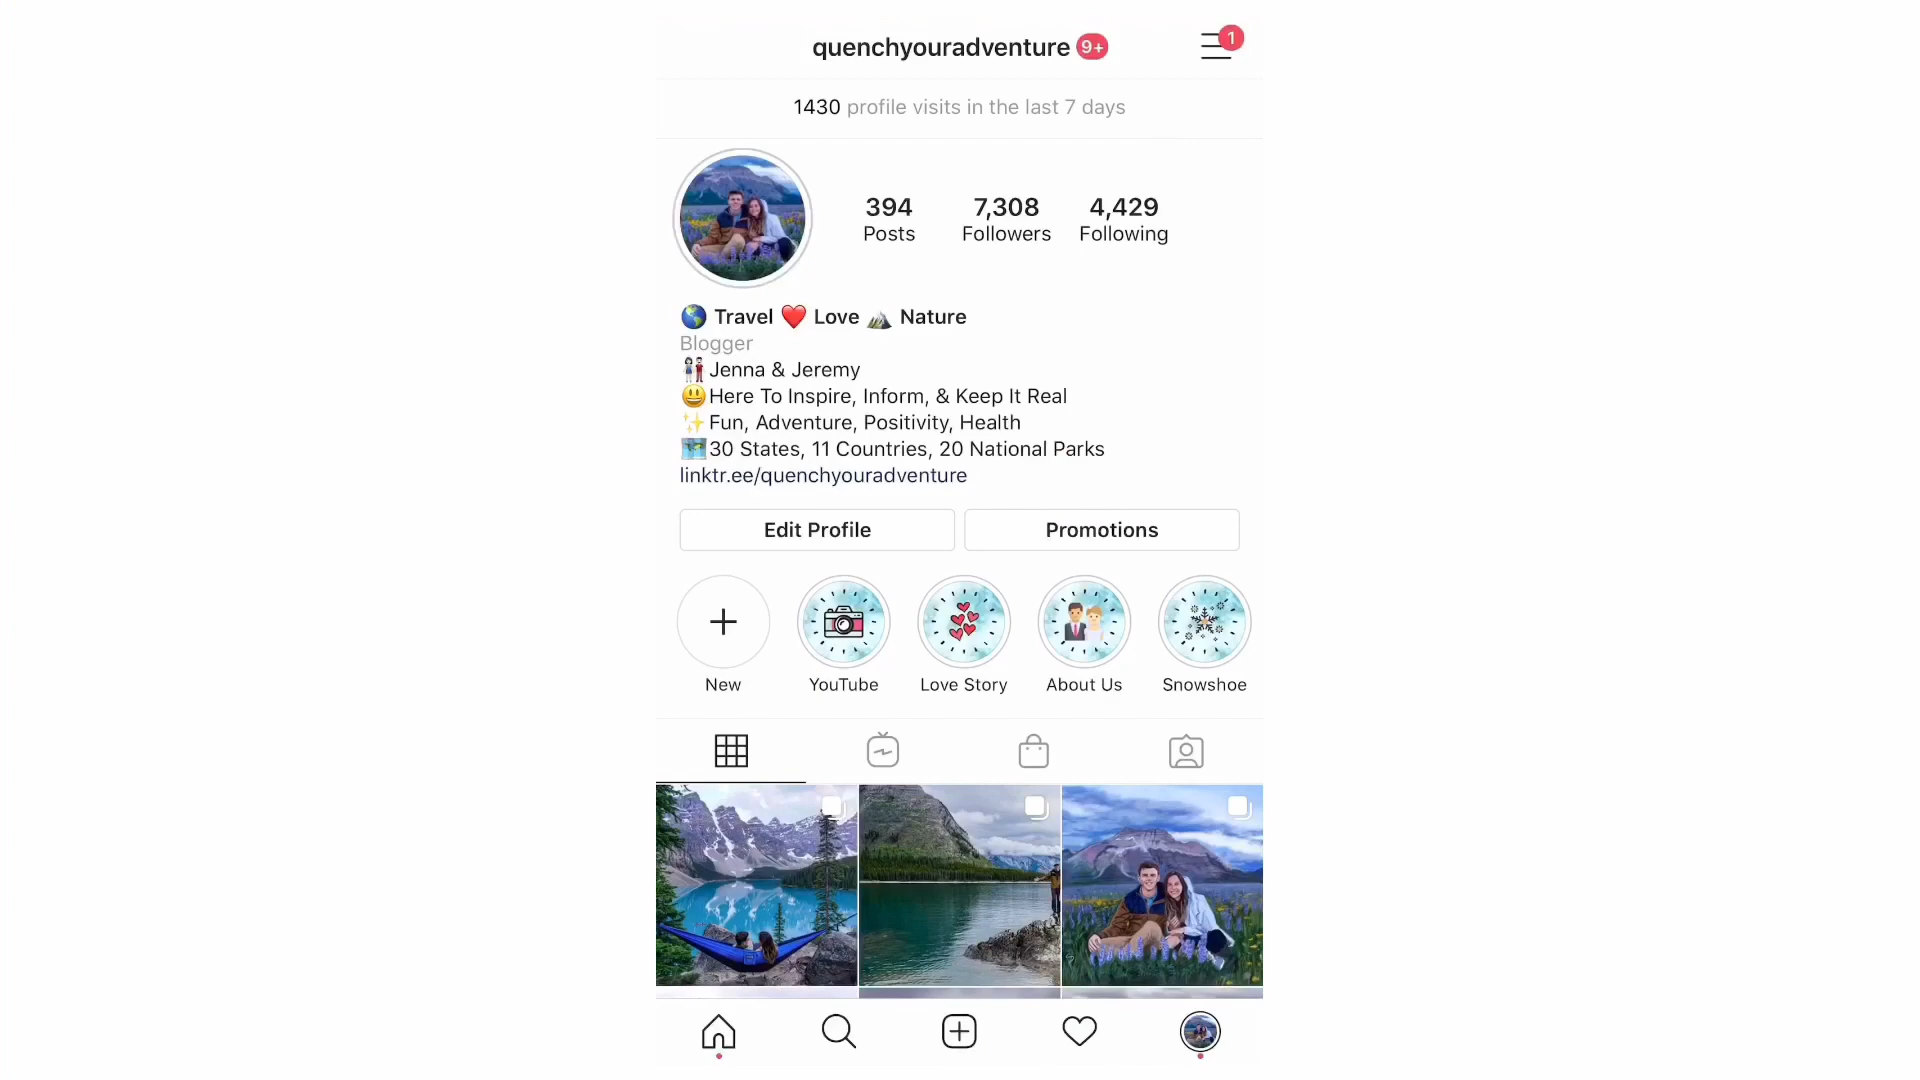 quenchyouradventure 9+
1
1430 profile visits in the last 7 days
394 7,308 4,429
Posts Followers Following
Travel Love Nature
Blogger
Jenna & Jeremy
Here To Inspire, Inform, & Keep It Real
Fun, Adventure, Positivity, Health
30 States, 11 Countries, 20 National Parks
linktr.ee/quenchyouradventure
Edit Profile Promotions
New YouTube Love Story About Us Snowshoe